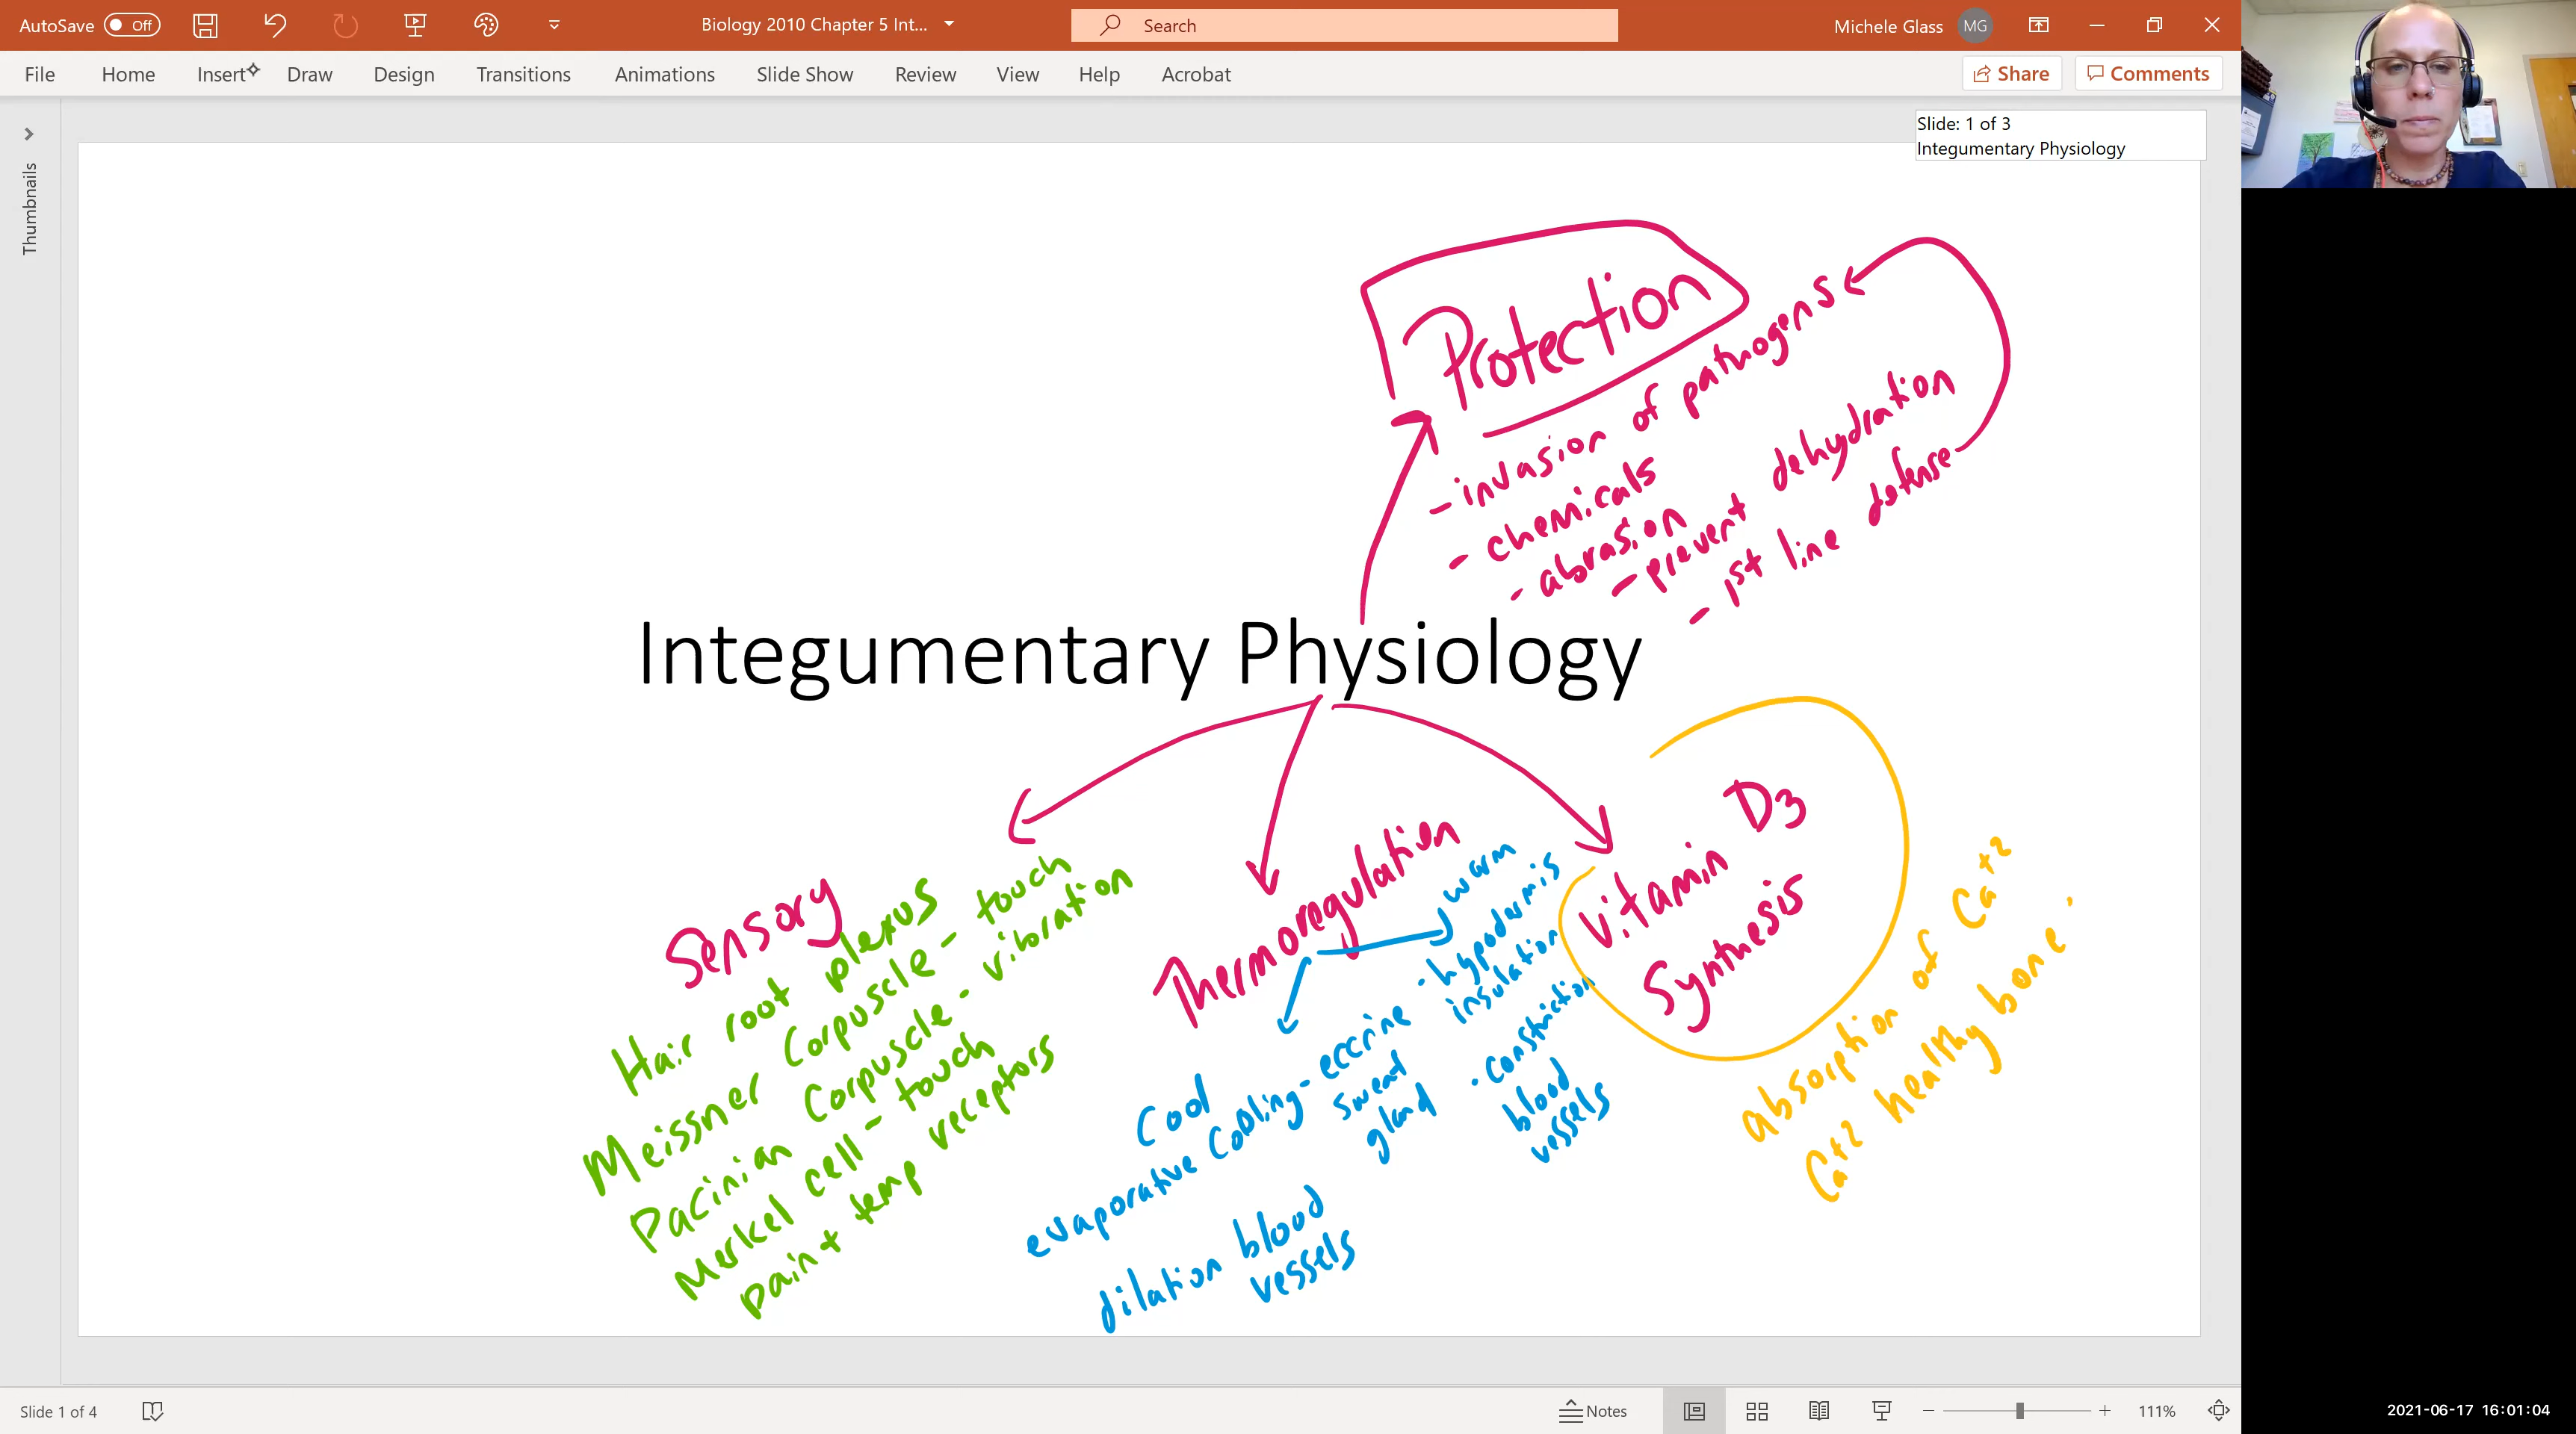 AutoSave Off
Biology 2010 Chapter 5 Int...
Search
Michele Glass MG
File Home Insert Draw Design Transitions Animations Slide Show Review View Help Acrobat
Share Comments
Thumbnails
Slide: 1 of 3
Integumentary Physiology
Protection
- invasion of pathogens
- chemicals
- abrasion
- prevent dehydration
- 1st line defense
Integumentary Physiology
Sensory
Hair root plexus
Meissner Corpuscle - touch
Pacinian Corpuscle - vibration
Merkel cell - touch
pain + temp receptors
Thermoregulation
Cool
evaporative Cooling - eccrine
sweat
gland
dilation blood
vessels
warm
· hypodermis
insulation
· constriction
blood
vessels
Vitamin D3
Synthesis
absorption of Ca+2
Ca+2 healthy bone.
Slide 1 of 4
Notes
111%
2021-06-17 16:01:04